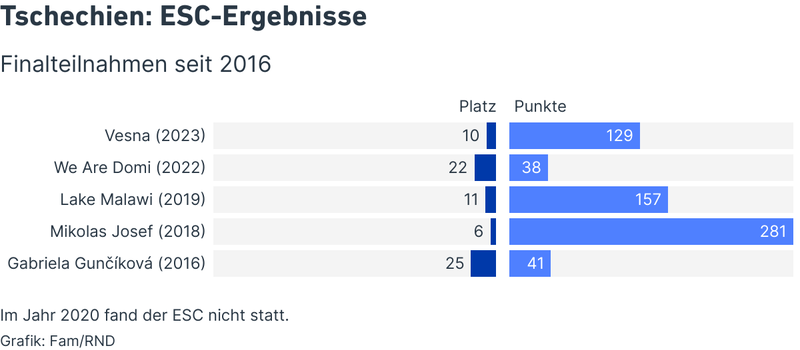 Tschechien: ESC-Ergebnisse
Finalteilnahmen seit 2016
Platz Punkte
Vesna (2023) 10 129
We Are Domi (2022) 22 38
Lake Malawi (2019) 11 157
Mikolas Josef (2018) 6 281
Gabriela Gunčíková (2016) 25 41
Im Jahr 2020 fand der ESC nicht statt.
Grafik: Fam/RND